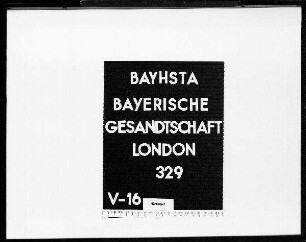 BAYHSTA
BAYERISCHE
GESANDTSCHAFT
LONDON
329
V-16